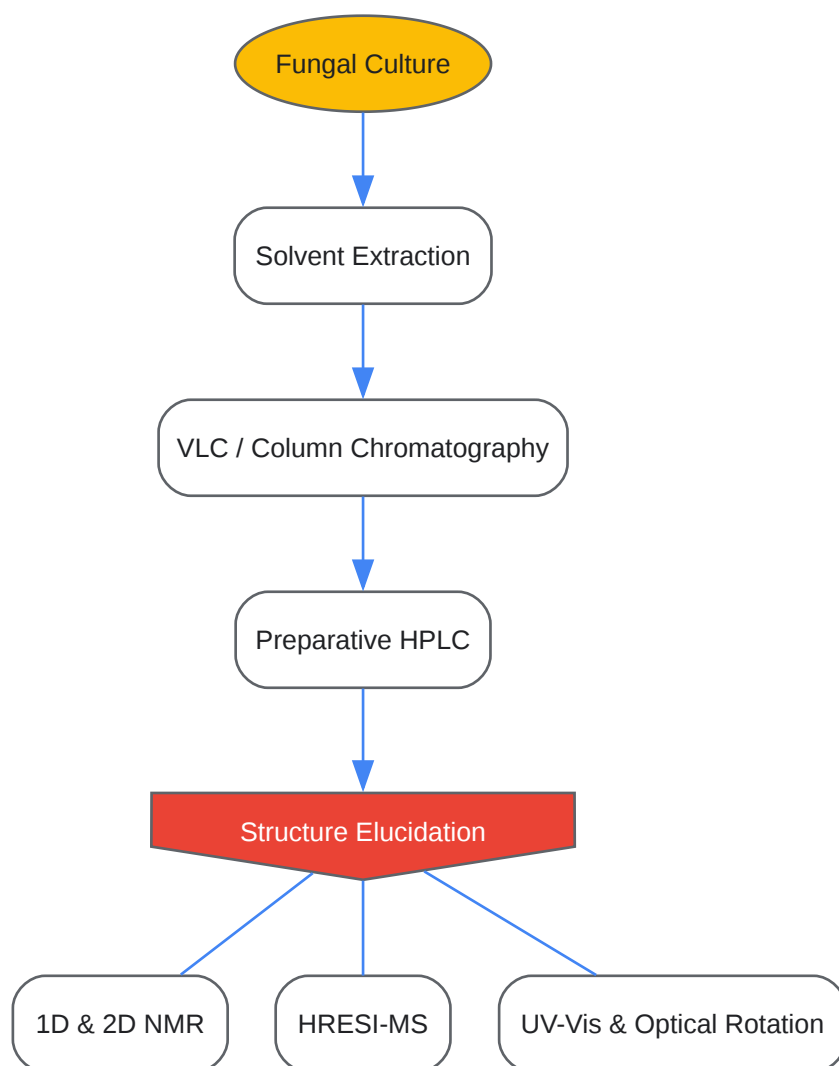 Fungal Culture
Solvent Extraction
VLC / Column Chromatography
Preparative HPLC
Structure Elucidation
1D & 2D NMR
HRESI-MS
UV-Vis & Optical Rotation